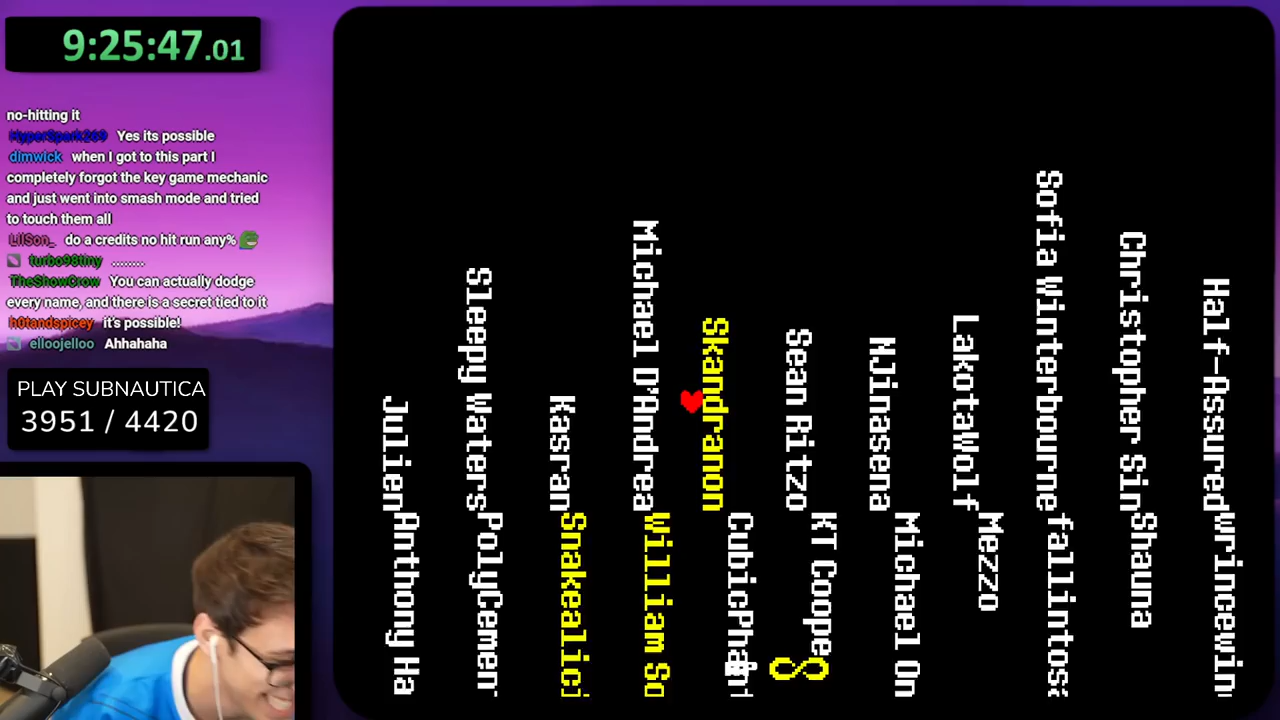 9:25:47.01
no-hitting it
HyperSpark269 Yes its possible
dimwick when I got to this part I
completely forgot the key game mechanic
and just went into smash mode and tried
to touch them all
LilSon_ do a credits no hit run any%
turbo98tiny ........
TheShowCrow You can actually dodge
every name, and there is a secret tied to it
h0tandspicey it's possible!
elloojelloo Ahhahaha
PLAY SUBNAUTICA
3951 / 4420
Julien
Sleepy Waters
Kasran
Michael D'Andrea
Skandranon
Sean Ritzo
NJinasena
LakotaWolf
Sofia Winterbourne
Christopher Sin
Half-Assured
Anthony Ha
PolyCemen
Snakealici
William So
CubicPh
KT Coope
∞
Michael On
Mezzo
fallintos
Shauna
Wrincewin